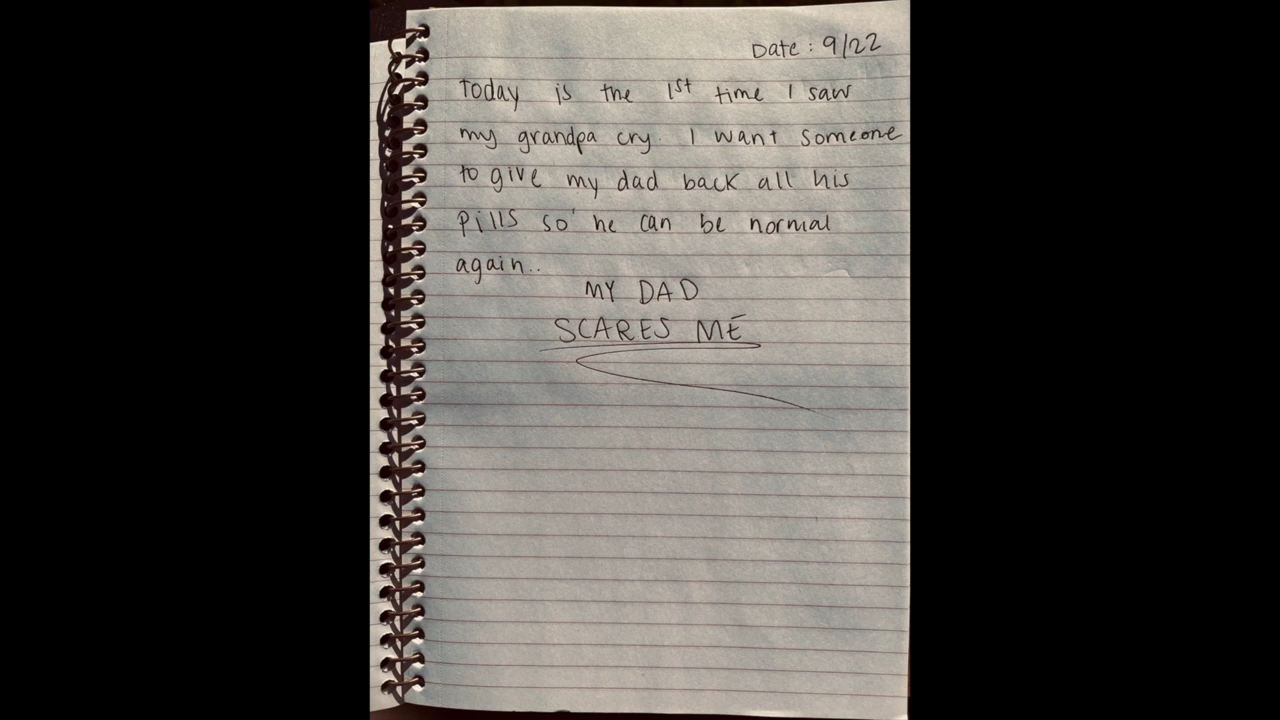 Date: 9/22
Today is the 1st time I saw
my grandpa cry. I want someone
to give my dad back all his
pills so he can be normal
again..
MY DAD
SCARES ME